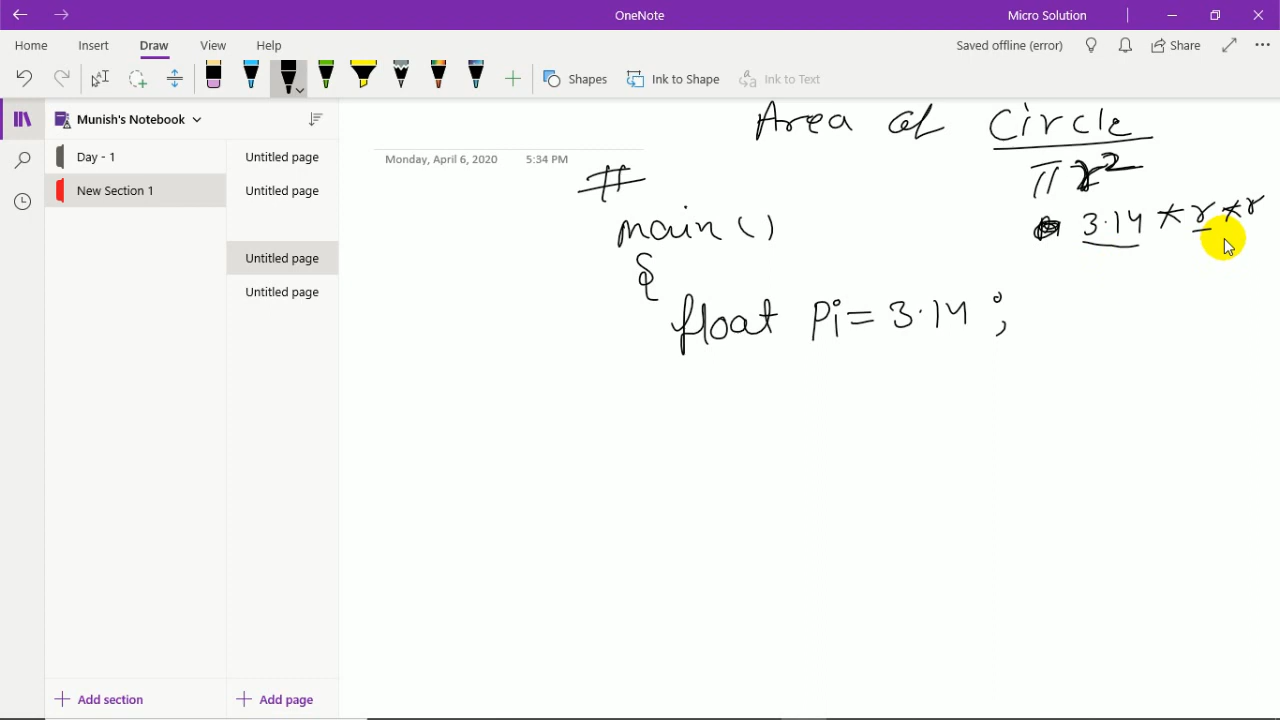 OneNote
Micro Solution
Home Insert Draw View Help
Saved offline (error)
Share
Shapes
Ink to Shape
Ink to Text
Munish's Notebook
Day - 1
New Section 1
Untitled page
Untitled page
Untitled page
Untitled page
Add section
Add page
Area of Circle
Monday, April 6, 2020 5:34 PM
πr²
#
3.14 * r * r
main ()
{
float Pi = 3.14 ;